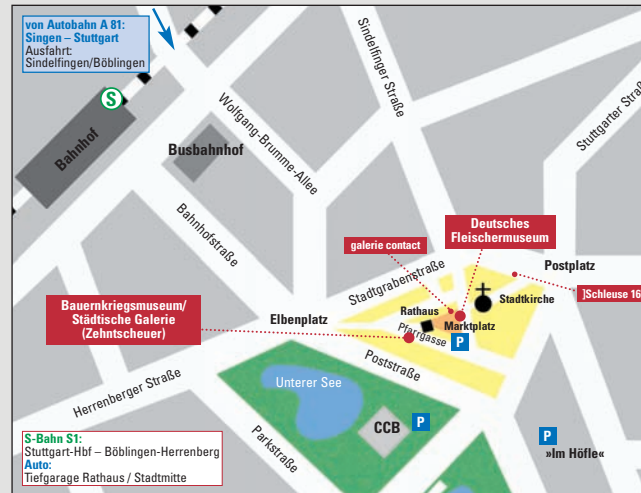 von Autobahn A 81:
Singen – Stuttgart
Ausfahrt:
Sindelfingen/Böblingen
S
Bahnhof
Busbahnhof
Wolfgang-Brumme-Allee
Sindelfinger Straße
Stuttgarter Straße
Bahnhofstraße
galerie contact
Deutsches
Fleischermuseum
Stadtgrabenstraße
Postplatz
]Schleuse 16
Stadtkirche
Bauernkriegsmuseum/
Städtische Galerie
(Zehntscheuer)
Elbenplatz
Rathaus
Marktplatz
Pfarrgasse
P
Poststraße
Herrenberger Straße
Unterer See
Parkstraße
CCB
P
P
»Im Höfle«
S-Bahn S1:
Stuttgart-Hbf – Böblingen-Herrenberg
Auto:
Tiefgarage Rathaus / Stadtmitte